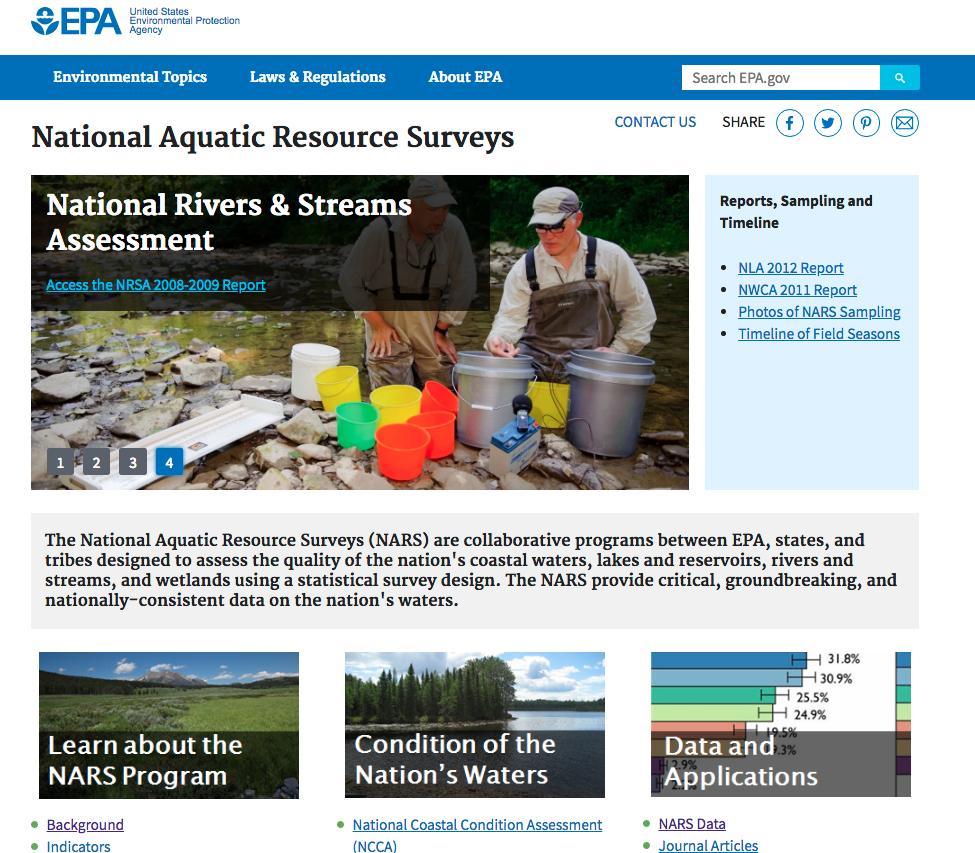 EPA
United States
Environmental Protection
Agency
Environmental Topics
Laws & Regulations
About EPA
Search EPA.gov
National Aquatic Resource Surveys
CONTACT US
SHARE
National Rivers & Streams
Assessment
Access the NRSA 2008-2009 Report
1 2 3 4
Reports, Sampling and
Timeline
NLA 2012 Report
NWCA 2011 Report
Photos of NARS Sampling
Timeline of Field Seasons
The National Aquatic Resource Surveys (NARS) are collaborative programs between EPA, states, and
tribes designed to assess the quality of the nation's coastal waters, lakes and reservoirs, rivers and
streams, and wetlands using a statistical survey design. The NARS provide critical, groundbreaking, and
nationally-consistent data on the nation's waters.
Learn about the
NARS Program
Background
Indicators
Condition of the
Nation's Waters
National Coastal Condition Assessment
(NCCA)
31.8%
30.9%
25.5%
24.9%
Data and
Applications
NARS Data
Journal Articles